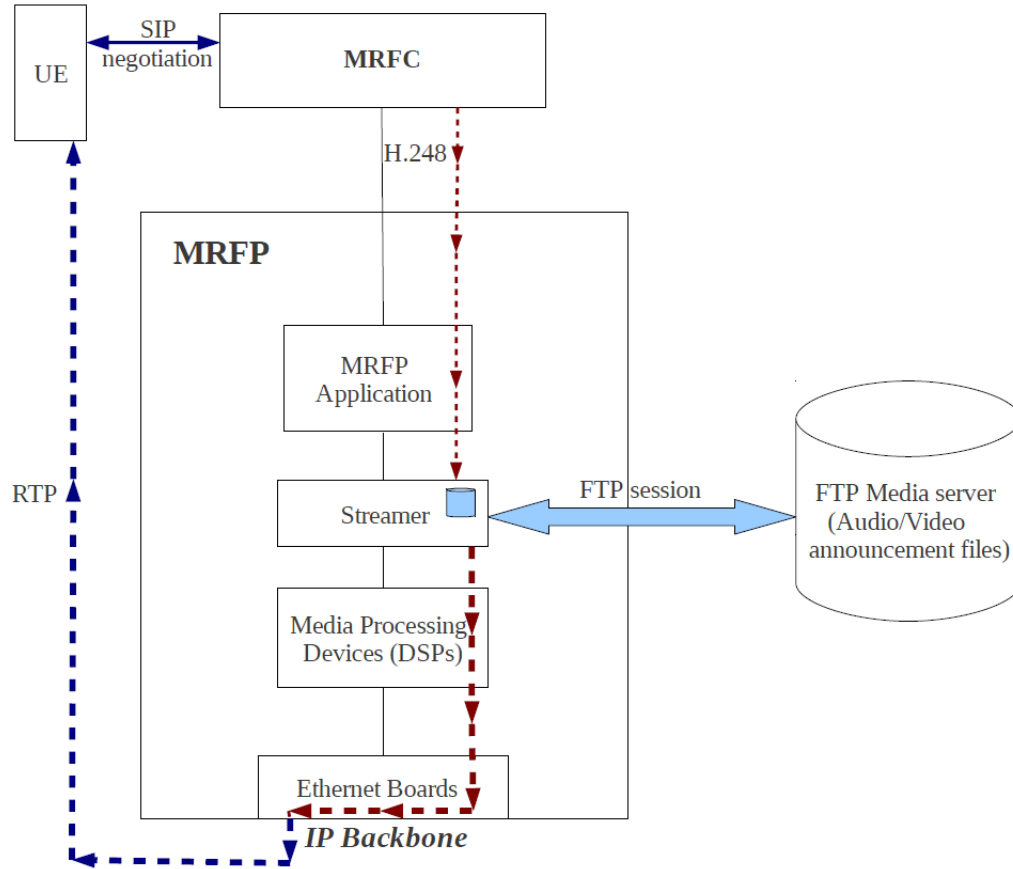 SIP
negotiation
UE
MRFC
H.248
MRFP
MRFP
Application
RTP
Streamer
FTP session
FTP Media server
(Audio/Video
announcement files)
Media Processing
Devices (DSPs)
Ethernet Boards
IP Backbone